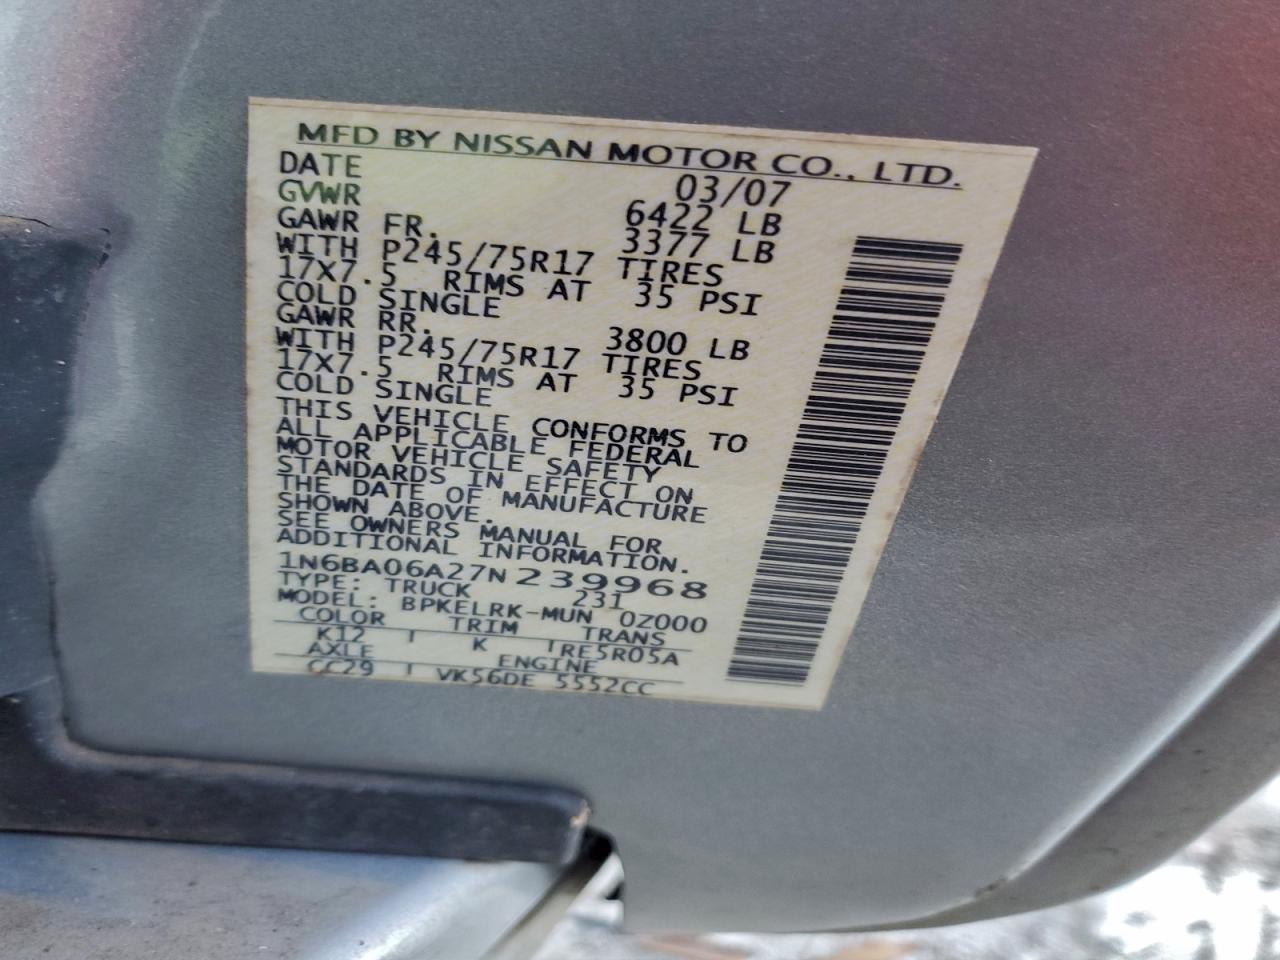 MFD BY NISSAN MOTOR CO., LTD.
DATE 03/07
GVWR 6422 LB
GAWR FR. 3377 LB
WITH P245/75R17 TIRES
17X7.5 RIMS AT 35 PSI
COLD SINGLE
GAWR RR. 3800 LB
WITH P245/75R17 TIRES
17X7.5 RIMS AT 35 PSI
COLD SINGLE
THIS VEHICLE CONFORMS TO
ALL APPLICABLE FEDERAL
MOTOR VEHICLE SAFETY
STANDARDS IN EFFECT ON
THE DATE OF MANUFACTURE
SHOWN ABOVE.
SEE OWNERS MANUAL FOR
ADDITIONAL INFORMATION.
1N6BA06A27N239968
TYPE: TRUCK 231
MODEL: BPKELRK-MUN 0Z000
COLOR TRIM TRANS
K12 K RE5R05A
AXLE ENGINE
CC29 VK56DE 5552CC